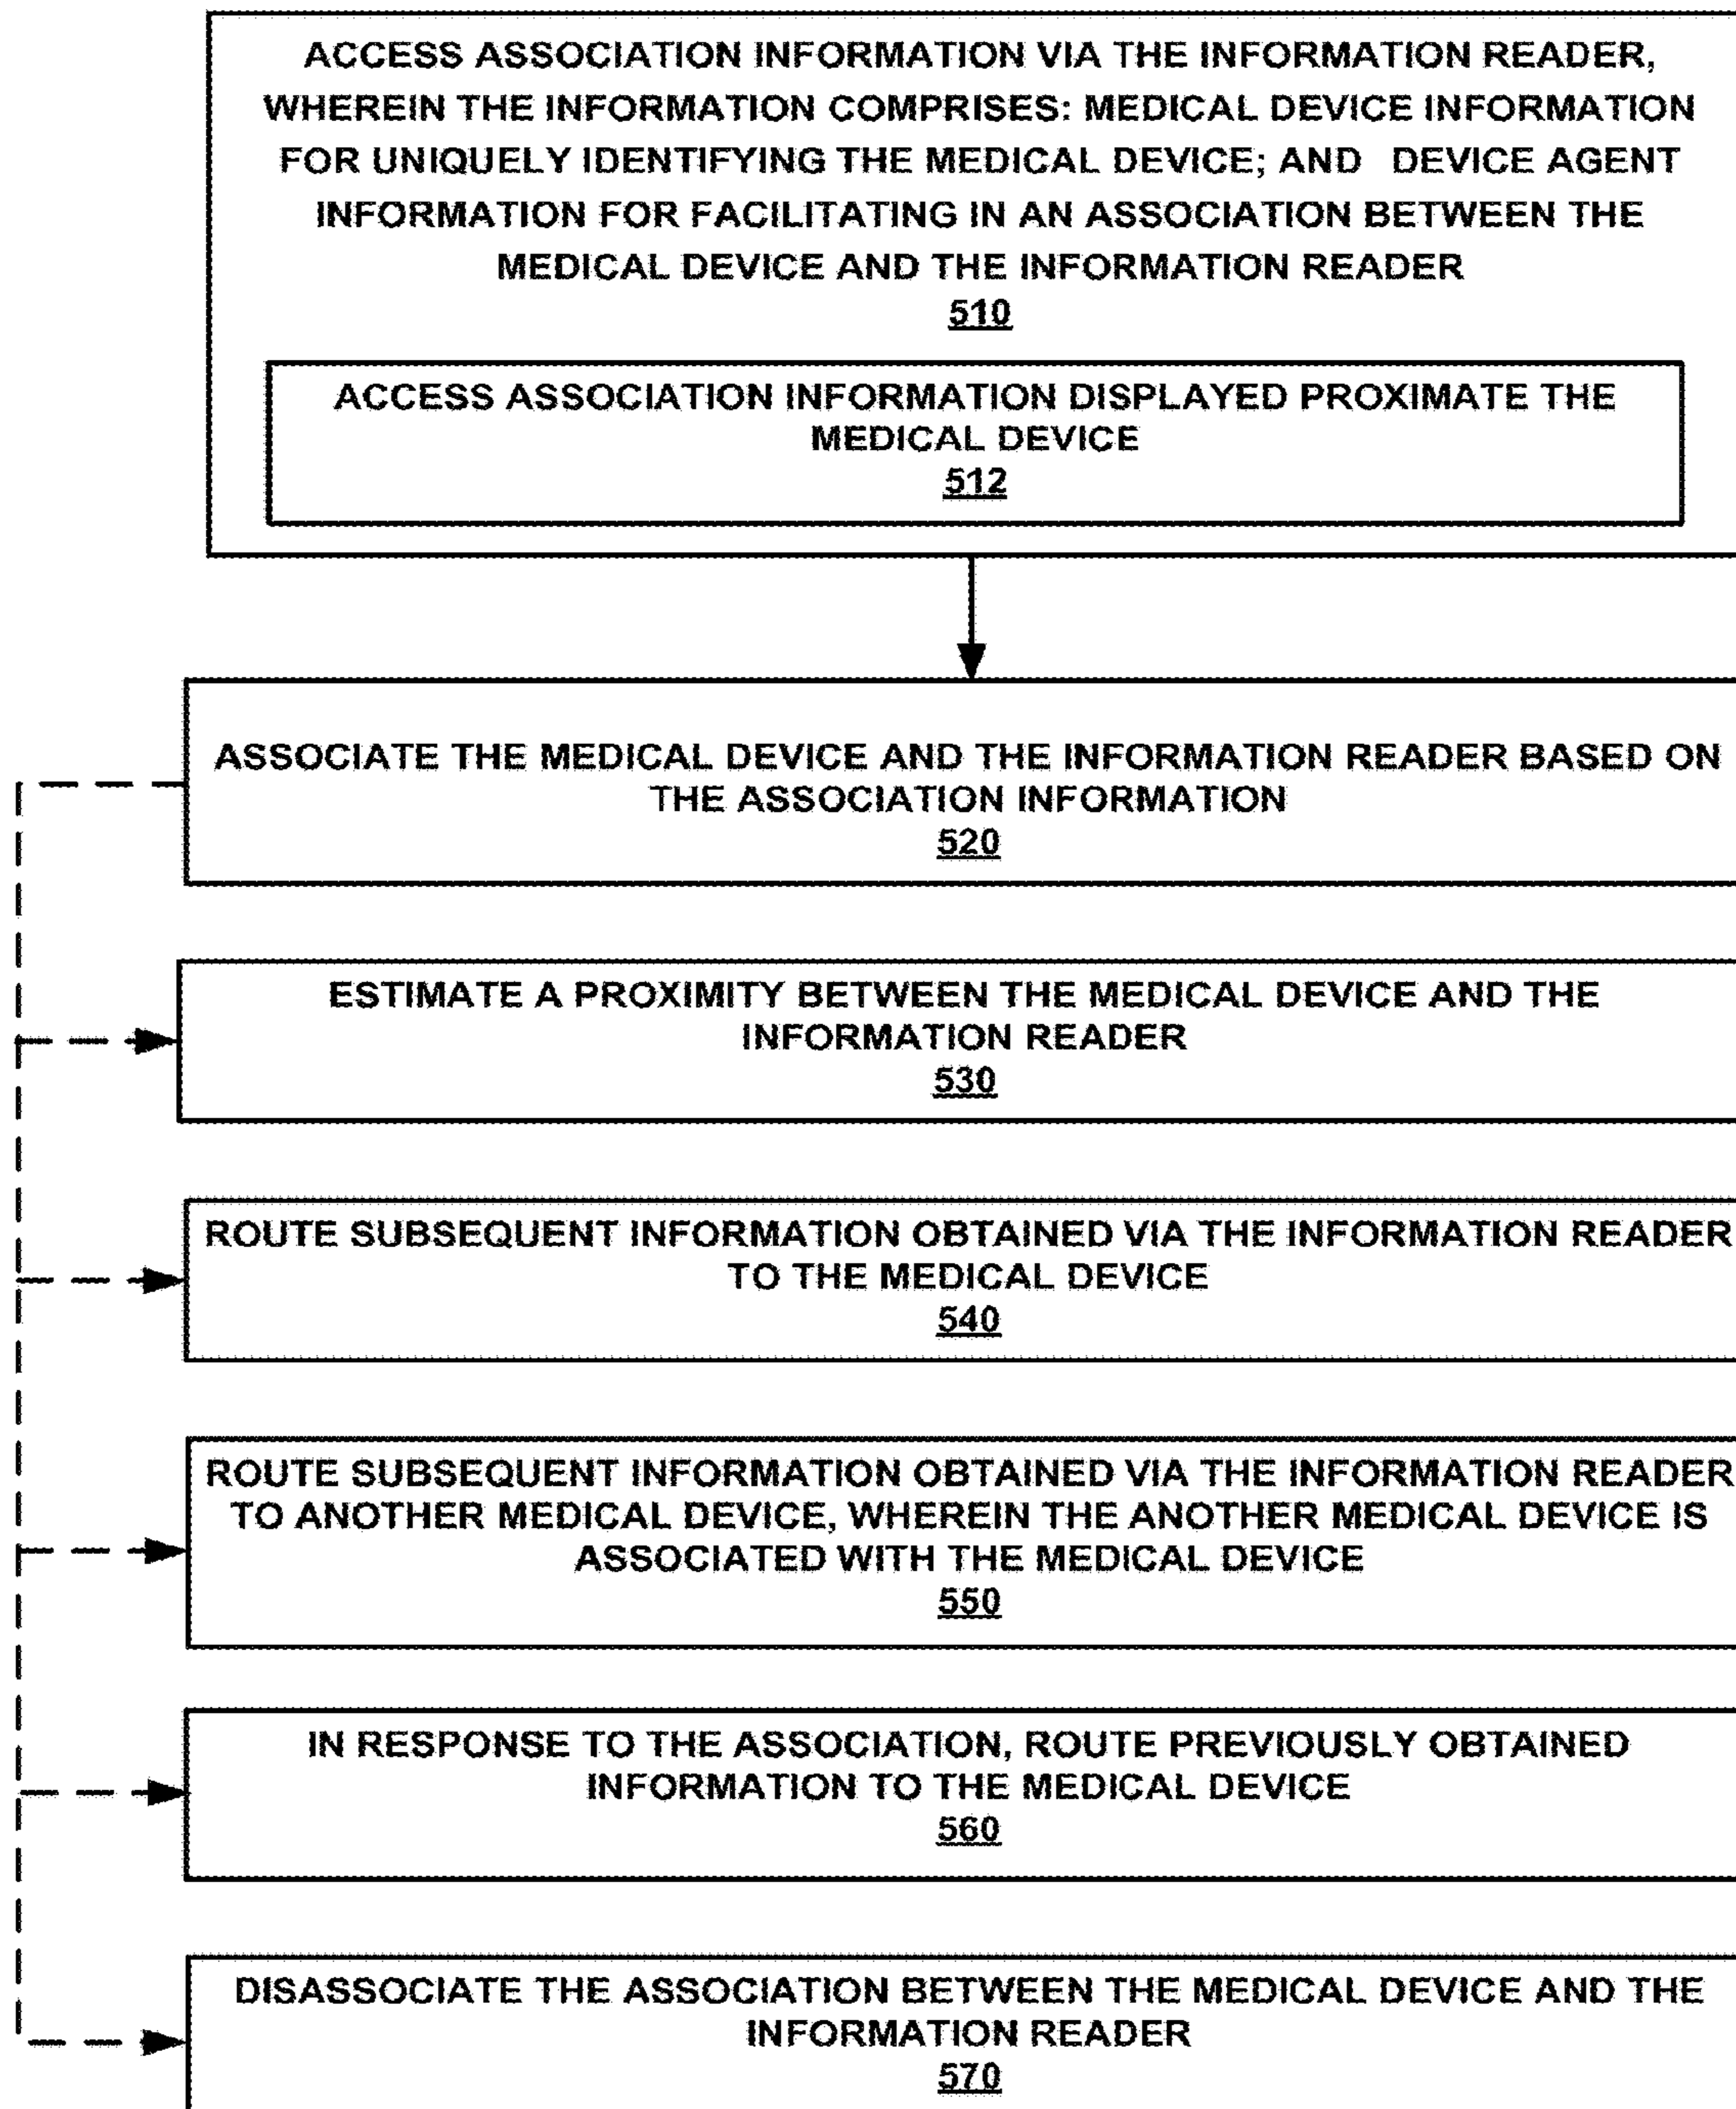 ACCESS ASSOCIATION INFORMATION VIA THE INFORMATION READER,
WHEREIN THE INFORMATION COMPRISES: MEDICAL DEVICE INFORMATION
FOR UNIQUELY IDENTIFYING THE MEDICAL DEVICE; AND DEVICE AGENT
INFORMATION FOR FACILITATING IN AN ASSOCIATION BETWEEN THE
MEDICAL DEVICE AND THE INFORMATION READER
510
ACCESS ASSOCIATION INFORMATION DISPLAYED PROXIMATE THE
MEDICAL DEVICE
512
ASSOCIATE THE MEDICAL DEVICE AND THE INFORMATION READER BASED ON
THE ASSOCIATION INFORMATION
520
ESTIMATE A PROXIMITY BETWEEN THE MEDICAL DEVICE AND THE
INFORMATION READER
530
ROUTE SUBSEQUENT INFORMATION OBTAINED VIA THE INFORMATION READER
TO THE MEDICAL DEVICE
540
ROUTE SUBSEQUENT INFORMATION OBTAINED VIA THE INFORMATION READER
TO ANOTHER MEDICAL DEVICE, WHEREIN THE ANOTHER MEDICAL DEVICE IS
ASSOCIATED WITH THE MEDICAL DEVICE
550
IN RESPONSE TO THE ASSOCIATION, ROUTE PREVIOUSLY OBTAINED
INFORMATION TO THE MEDICAL DEVICE
560
DISASSOCIATE THE ASSOCIATION BETWEEN THE MEDICAL DEVICE AND THE
INFORMATION READER
570